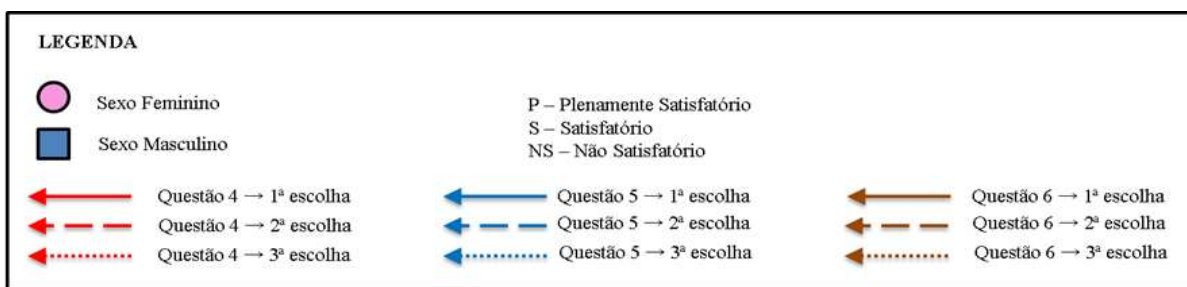 LEGENDA
Sexo Feminino
Sexo Masculino
P – Plenamente Satisfatório
S – Satisfatório
NS – Não Satisfatório
Questão 4 → 1ª escolha
Questão 4 → 2ª escolha
Questão 4 → 3ª escolha
Questão 5 → 1ª escolha
Questão 5 → 2ª escolha
Questão 5 → 3ª escolha
Questão 6 → 1ª escolha
Questão 6 → 2ª escolha
Questão 6 → 3ª escolha